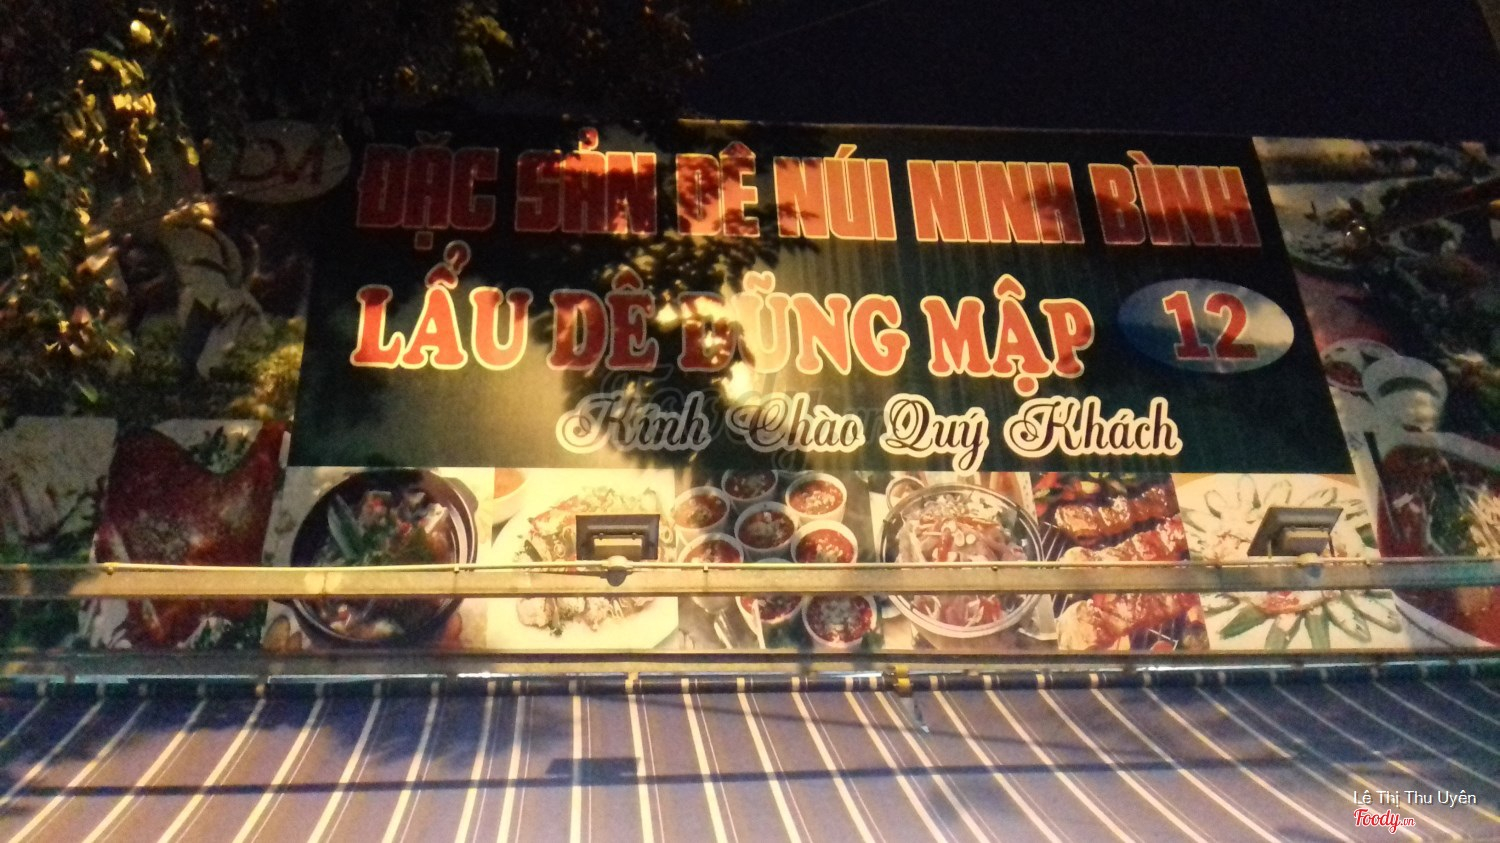 DM
ĐẶC SẢN DÊ NÚI NINH BÌNH
LẨU DÊ DŨNG MẬP 12
Kính Chào Quý Khách
Lê Thị Thu Uyên
Foody.vn